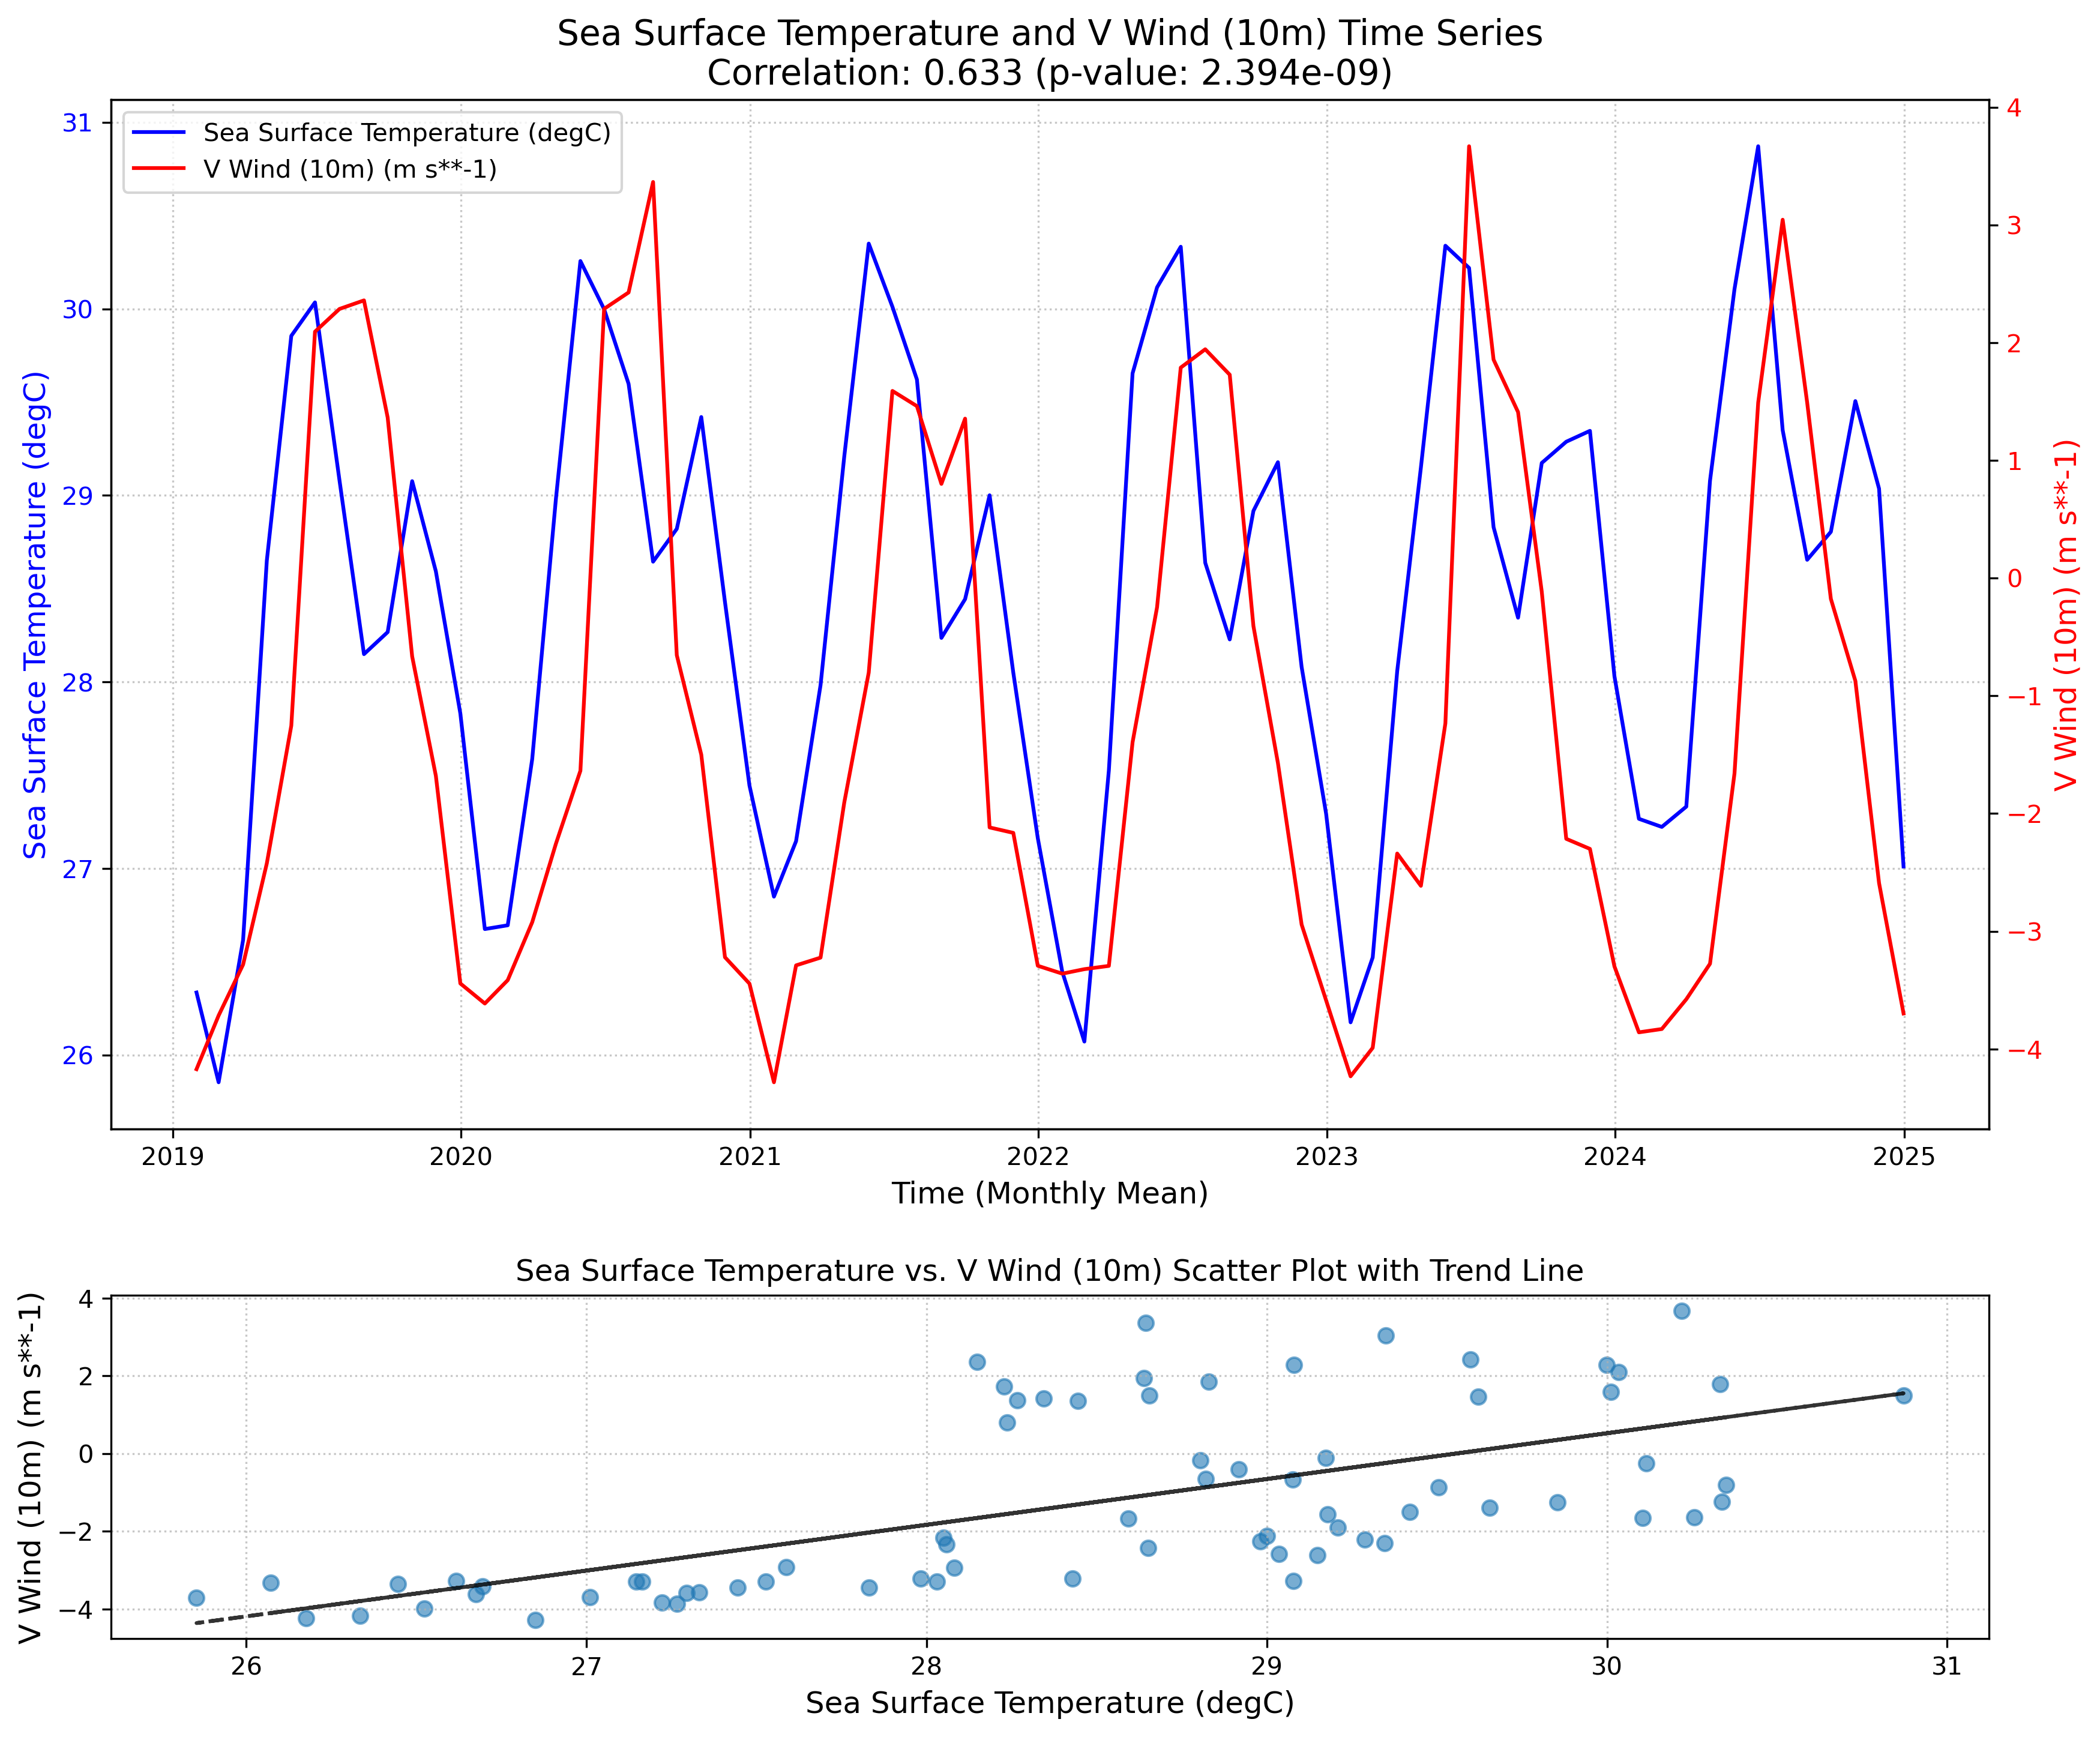 Sea Surface Temperature and V Wind (10m) Time Series
Correlation: 0.633 (p-value: 2.394e-09)
Sea Surface Temperature (degC)
V Wind (10m) (m s**-1)
31
30
29
28
27
26
Sea Surface Temperature (degC)
4
3
2
1
0
−1
−2
−3
−4
V Wind (10m) (m s**-1)
2019 2020 2021 2022 2023 2024 2025
Time (Monthly Mean)
Sea Surface Temperature vs. V Wind (10m) Scatter Plot with Trend Line
4
2
0
−2
−4
V Wind (10m) (m s**-1)
26 27 28 29 30 31
Sea Surface Temperature (degC)